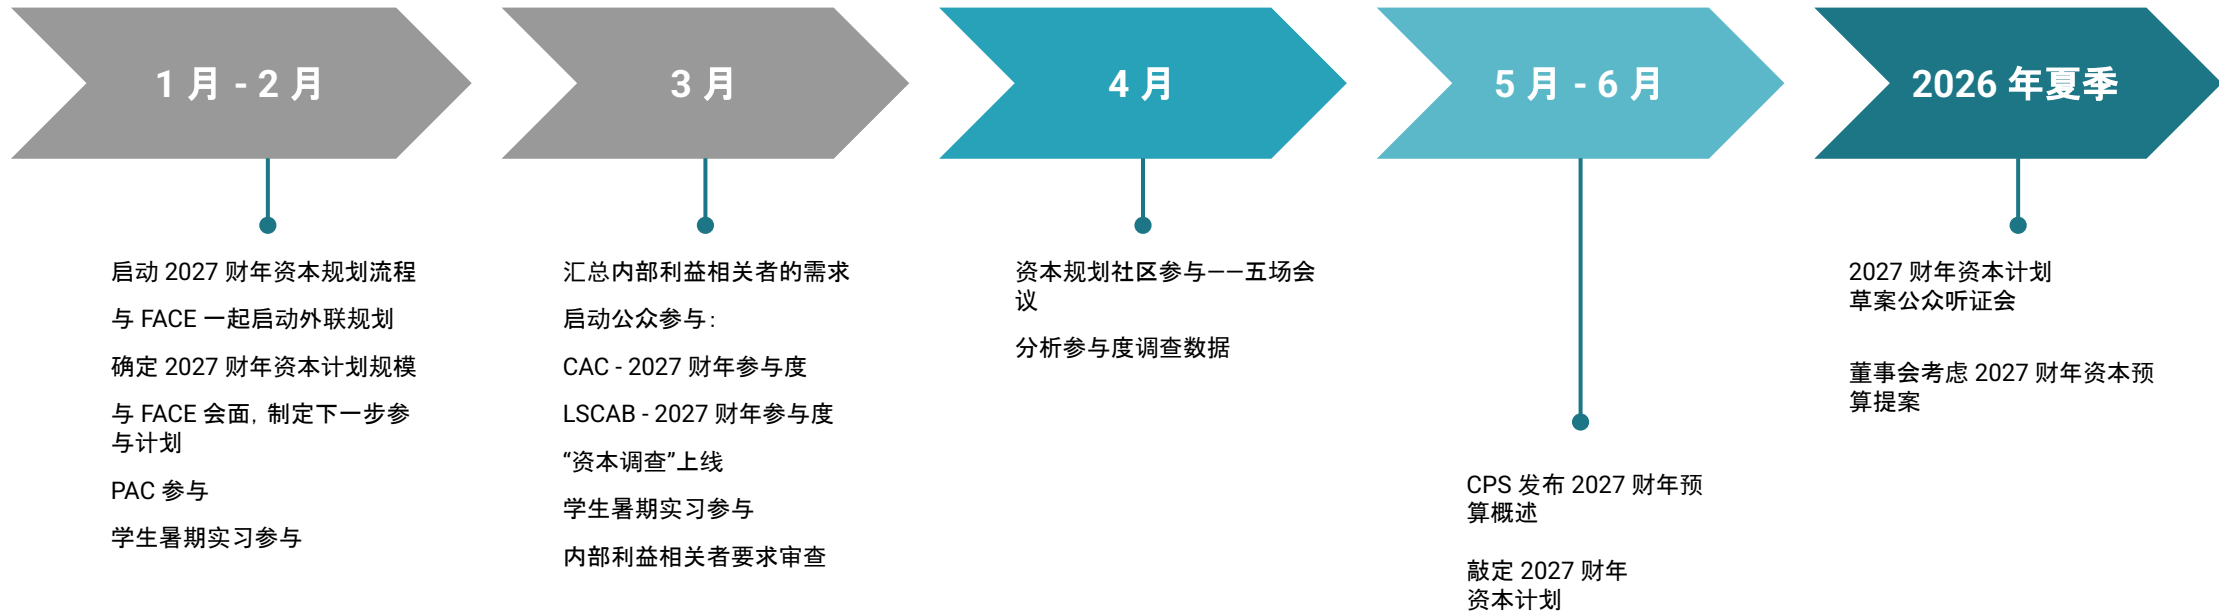 1 月 - 2 月
启动 2027 财年资本规划流程
与 FACE 一起启动外联规划
确定 2027 财年资本计划规模
与 FACE 会面，制定下一步参
与计划
PAC 参与
学生暑期实习参与
3 月
汇总内部利益相关者的需求
启动公众参与：
CAC - 2027 财年参与度
LSCAB - 2027 财年参与度
“资本调查”上线
学生暑期实习参与
内部利益相关者要求审查
4 月
资本规划社区参与——五场会
议
分析参与度调查数据
5 月 - 6 月
CPS 发布 2027 财年预
算概述
敲定 2027 财年
资本计划
2026 年夏季
2027 财年资本计划
草案公众听证会
董事会考虑 2027 财年资本预
算提案